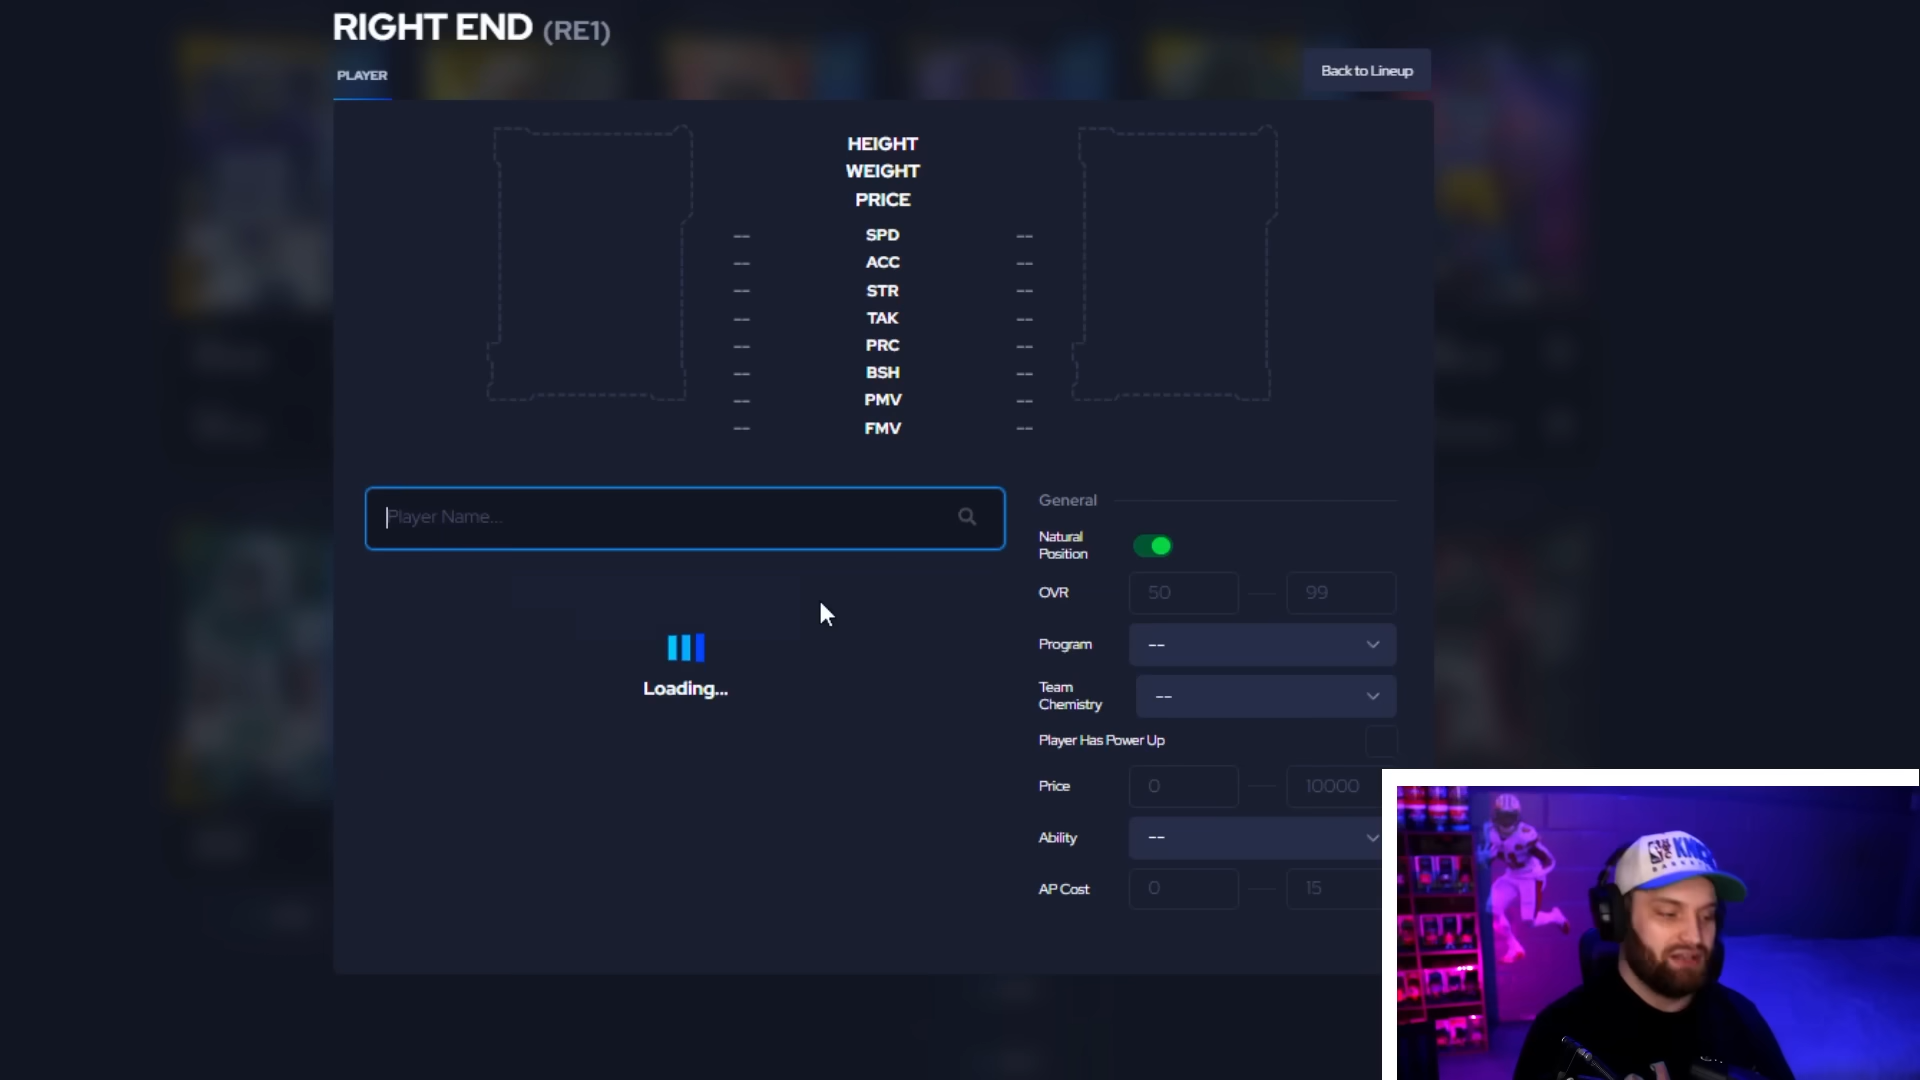 RIGHT END (RE1)
PLAYER
Back to Lineup
HEIGHT
WEIGHT
PRICE
-- SPD --
-- ACC --
-- STR --
-- TAK --
-- PRC --
-- BSH --
-- PMV --
-- FMV --
Player Name...
Loading...
General
Natural
Position
OVR 50 99
Program --
Team
Chemistry --
Player Has Power Up
Price 0 10000
Ability --
AP Cost 0 15